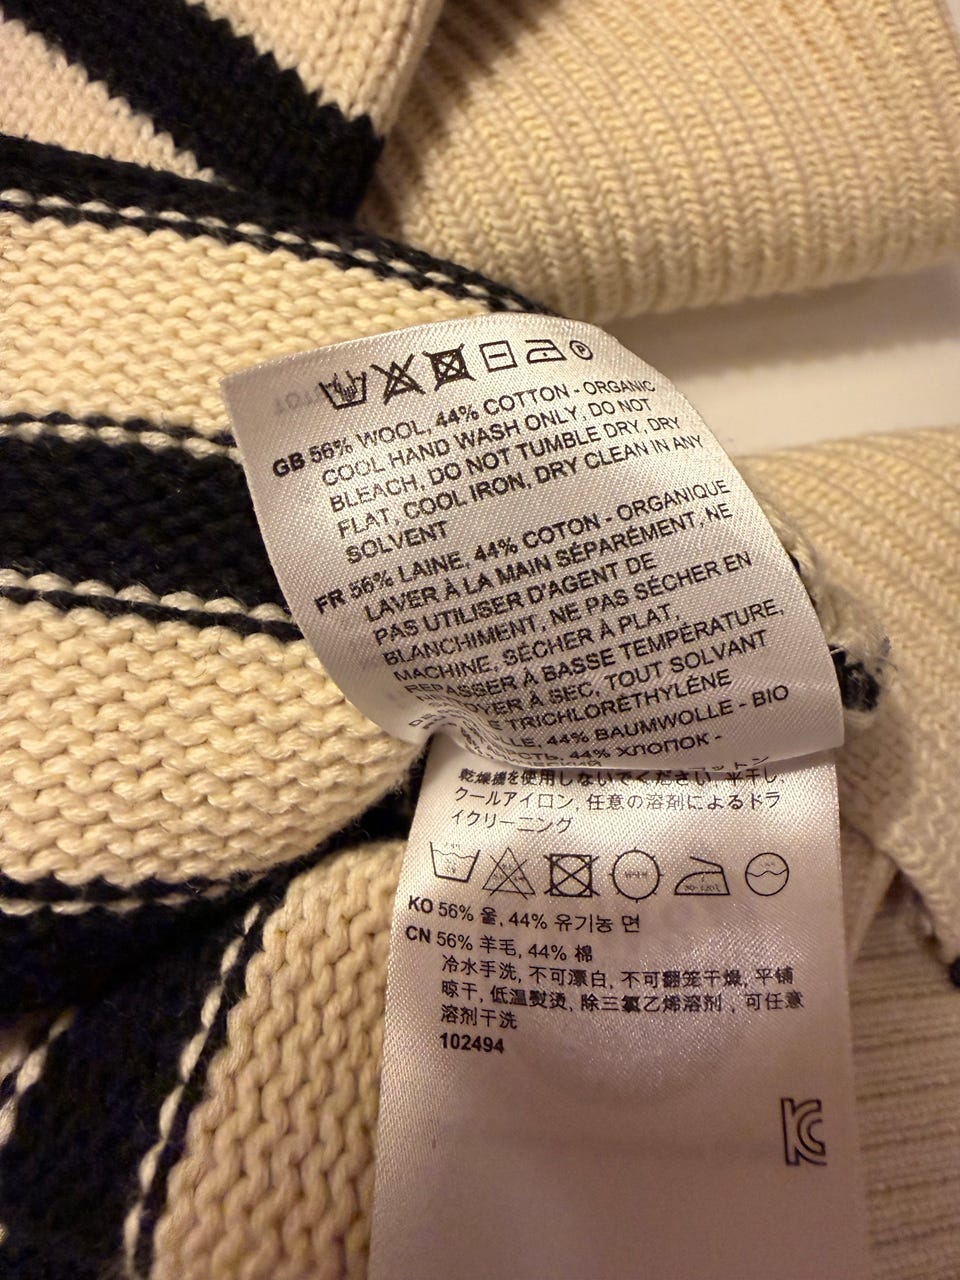 P
GB 56% WOOL, 44% COTTON - ORGANIC
COOL HAND WASH ONLY, DO NOT
BLEACH, DO NOT TUMBLE DRY, DRY
FLAT, COOL IRON, DRY CLEAN IN ANY
SOLVENT
FR 56% LAINE, 44% COTON - ORGANIQUE
LAVER À LA MAIN SÉPARÉMENT, NE
PAS UTILISER D'AGENT DE
BLANCHIMENT, NE PAS SÉCHER EN
MACHINE, SÉCHER À PLAT,
REPASSER À BASSE TEMPÉRATURE,
À SEC, TOUT SOLVANT
TRICHLORÉTHYLÈNE
44% BAUMWOLLE - BIO
44% ХЛОПОК -
乾燥機を使用しないでください, 平干し,
クールアイロン, 任意の溶剤によるドラ
イクリーニング
KO 56% 울, 44% 유기농 면
CN 56% 羊毛, 44% 棉
冷水手洗, 不可漂白, 不可翻笼干燥, 平铺
晾干, 低温熨烫, 除三氯乙烯溶剂, 可任意
溶剂干洗
102494
KC